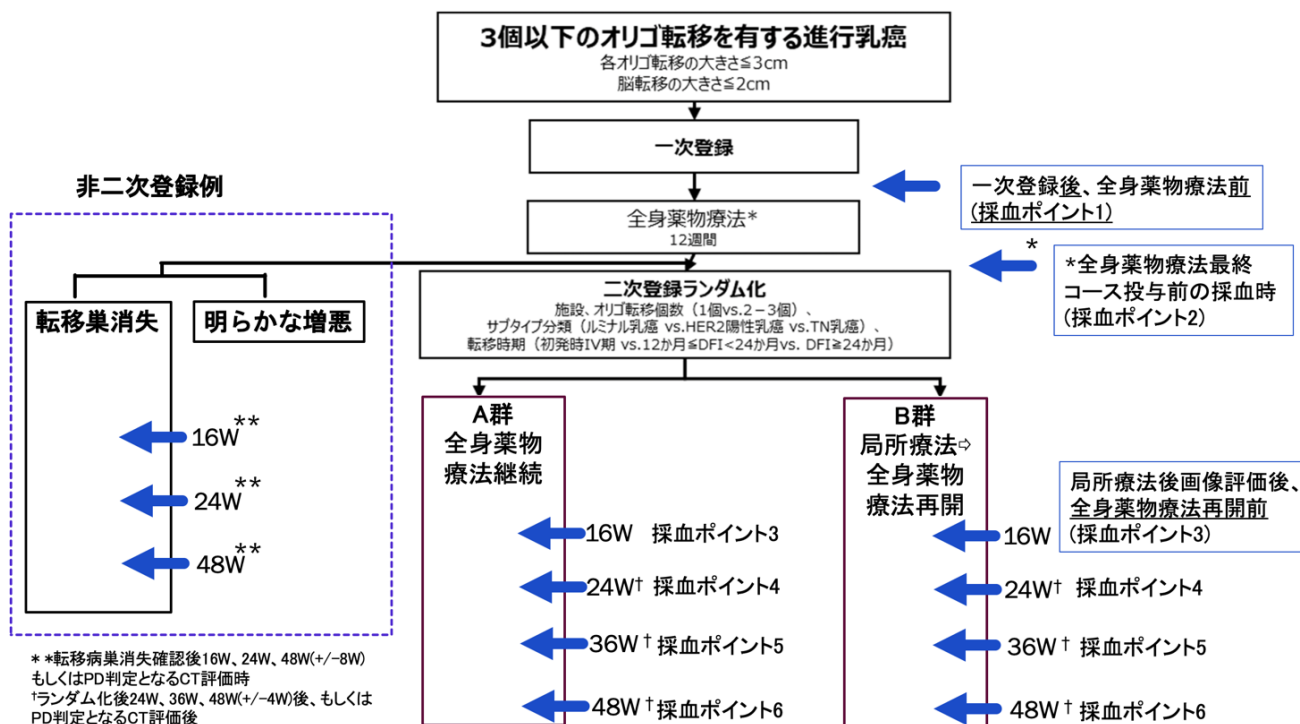 3個以下のオリゴ転移を有する進行乳癌
各オリゴ転移の大きさ≦3cm
脳転移の大きさ≦2cm
一次登録
一次登録後、全身薬物療法前
(採血ポイント1)
全身薬物療法*
12週間
*
*全身薬物療法最終
コース投与前の採血時
(採血ポイント2)
非二次登録例
転移巣消失
明らかな増悪
16W**
24W**
48W**
二次登録ランダム化
施設、オリゴ転移個数（1個vs.2－3個）、
サブタイプ分類（ルミナル乳癌 vs.HER2陽性乳癌 vs.TN乳癌）、
転移時期（初発時IV期 vs.12か月≦DFI<24か月vs. DFI≧24か月）
A群
全身薬物
療法継続
16W 採血ポイント3
24W† 採血ポイント4
36W† 採血ポイント5
48W† 採血ポイント6
B群
局所療法⇨
全身薬物
療法再開
16W
局所療法後画像評価後、
全身薬物療法再開前
(採血ポイント3)
24W† 採血ポイント4
36W† 採血ポイント5
48W† 採血ポイント6
**転移病巣消失確認後16W、24W、48W(+/-8W)
もしくはPD判定となるCT評価時
†ランダム化後24W、36W、48W(+/-4W)後、もしくは
PD判定となるCT評価後